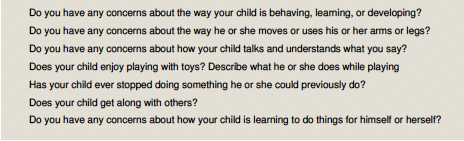 Do you have any concerns about the way your child is behaving, learning, or developing?
Do you have any concerns about the way he or she moves or uses his or her arms or legs?
Do you have any concerns about how your child talks and understands what you say?
Does your child enjoy playing with toys? Describe what he or she does while playing
Has your child ever stopped doing something he or she could previously do?
Does your child get along with others?
Do you have any concerns about how your child is learning to do things for himself or herself?